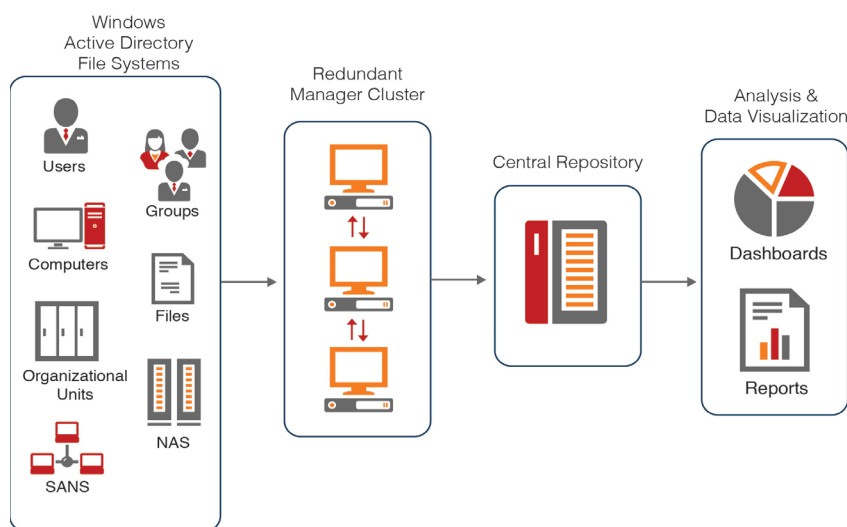 Windows
Active Directory
File Systems
Users
Groups
Computers
Files
Organizational
Units
NAS
SANS
Redundant
Manager Cluster
Central Repository
Analysis &
Data Visualization
Dashboards
Reports